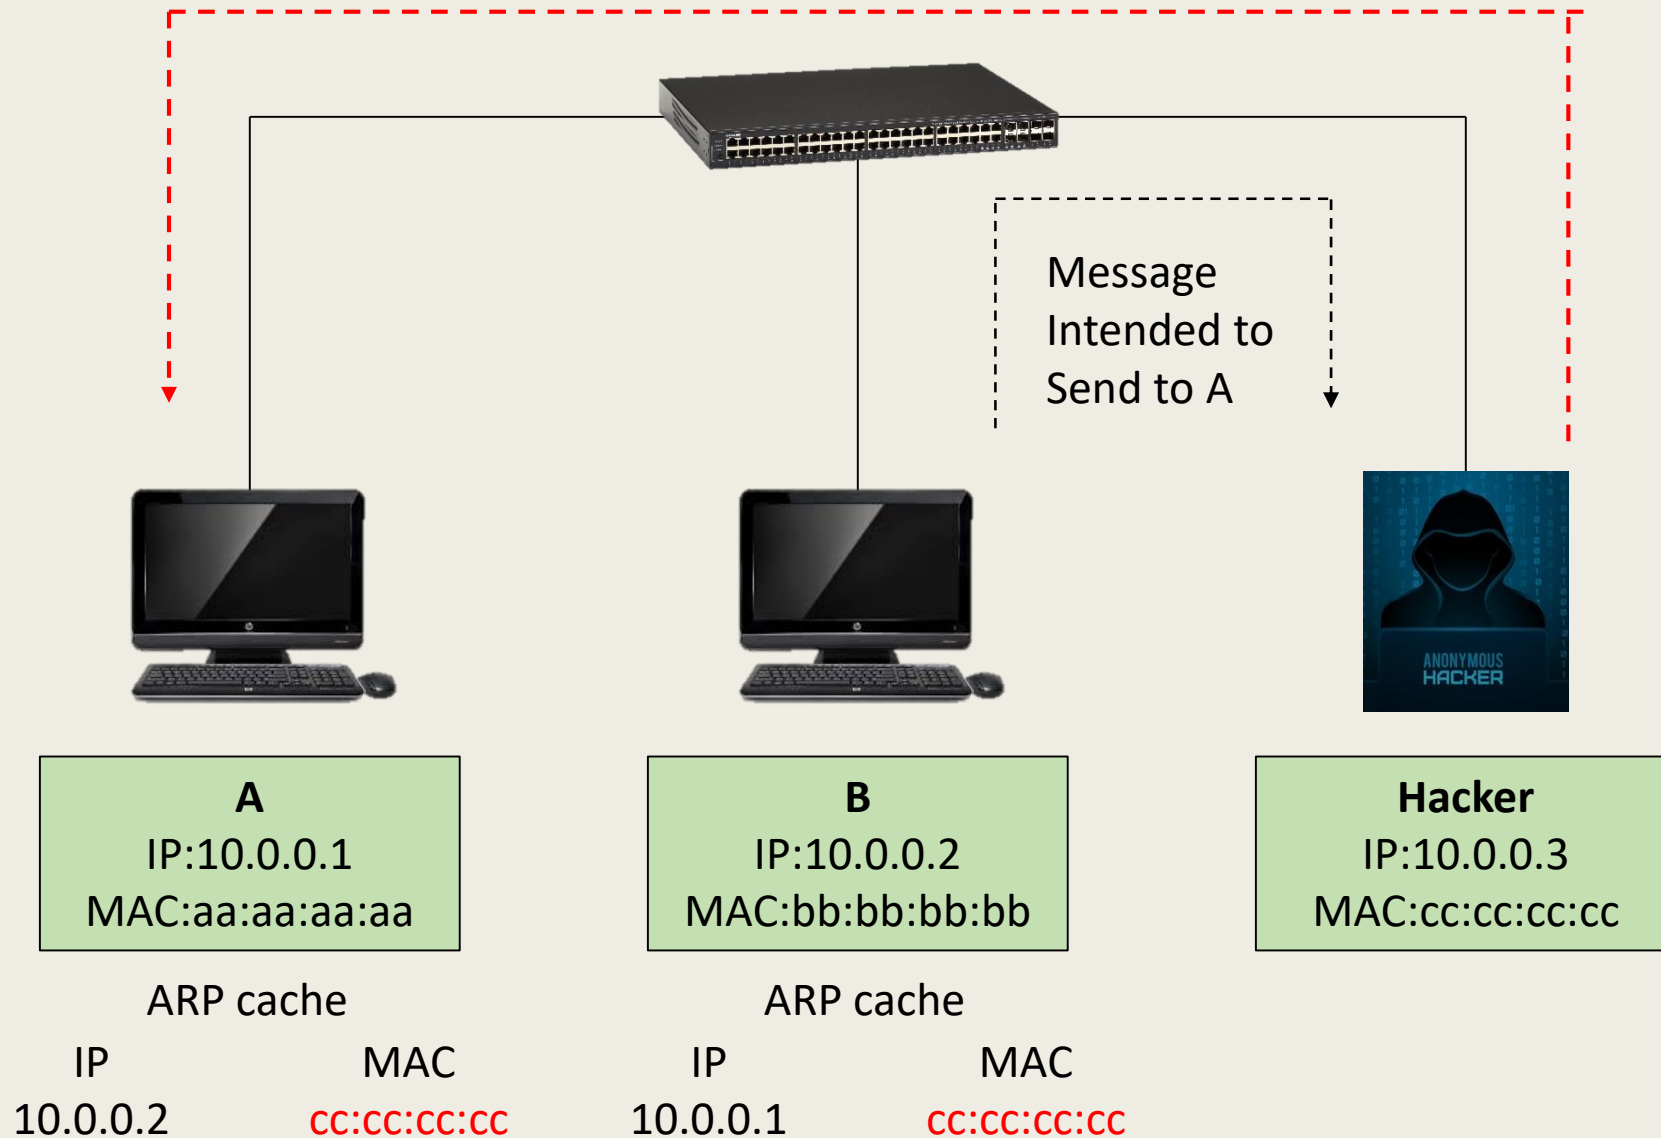 Message
Intended to
Send to A
ANONYMOUS
HACKER
A
IP:10.0.0.1
MAC:aa:aa:aa:aa
B
IP:10.0.0.2
MAC:bb:bb:bb:bb
Hacker
IP:10.0.0.3
MAC:cc:cc:cc:cc
ARP cache
IP MAC
10.0.0.2 cc:cc:cc:cc
ARP cache
IP MAC
10.0.0.1 cc:cc:cc:cc